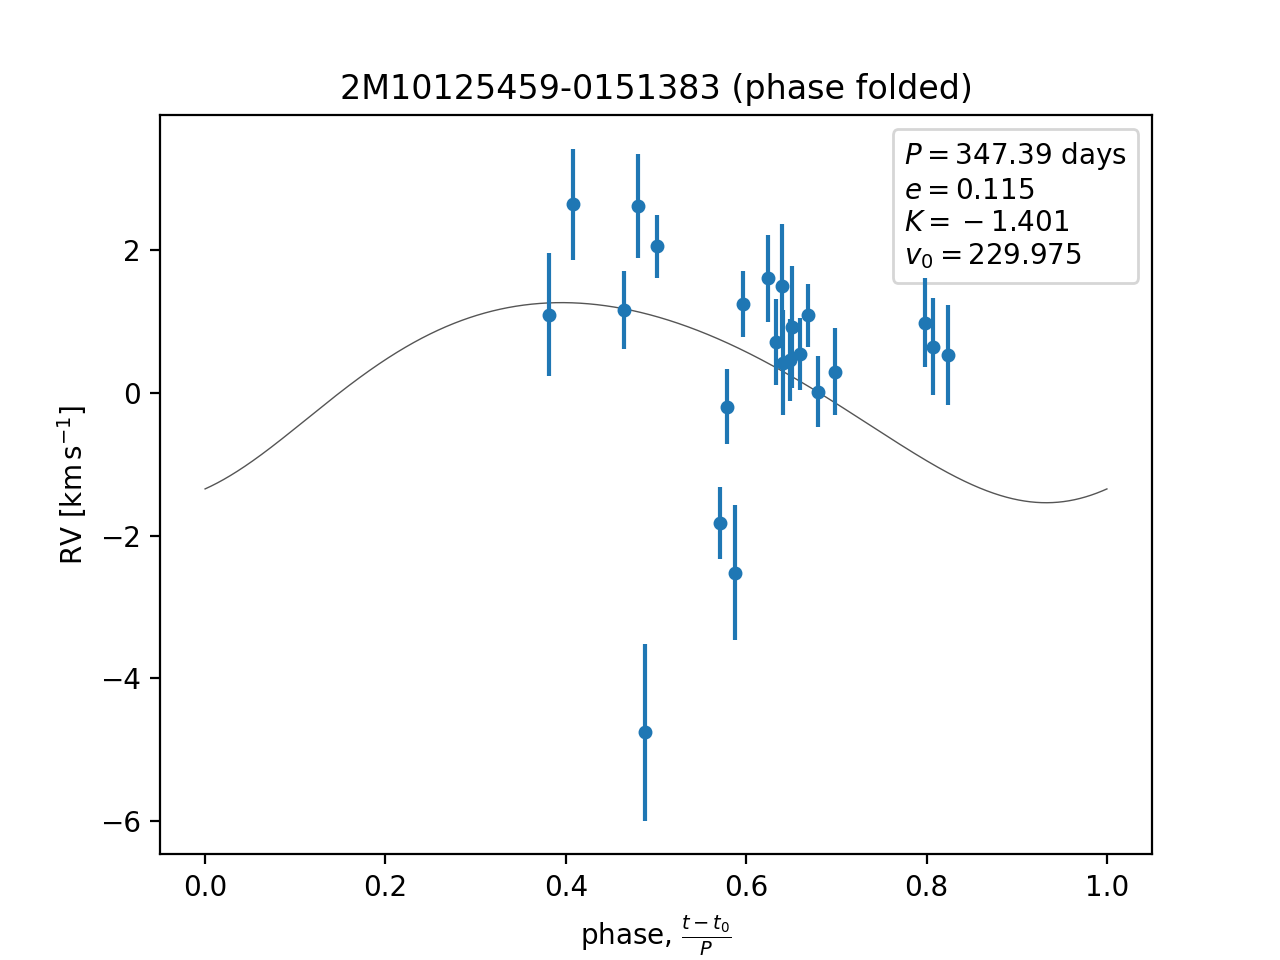 2M10125459-0151383 (phase folded)
P = 347.39 days
e = 0.115
K = −1.401
v₀ = 229.975
RV [km s⁻¹]
2
0
−2
−4
−6
0.0 0.2 0.4 0.6 0.8 1.0
phase, (t − t₀)/P